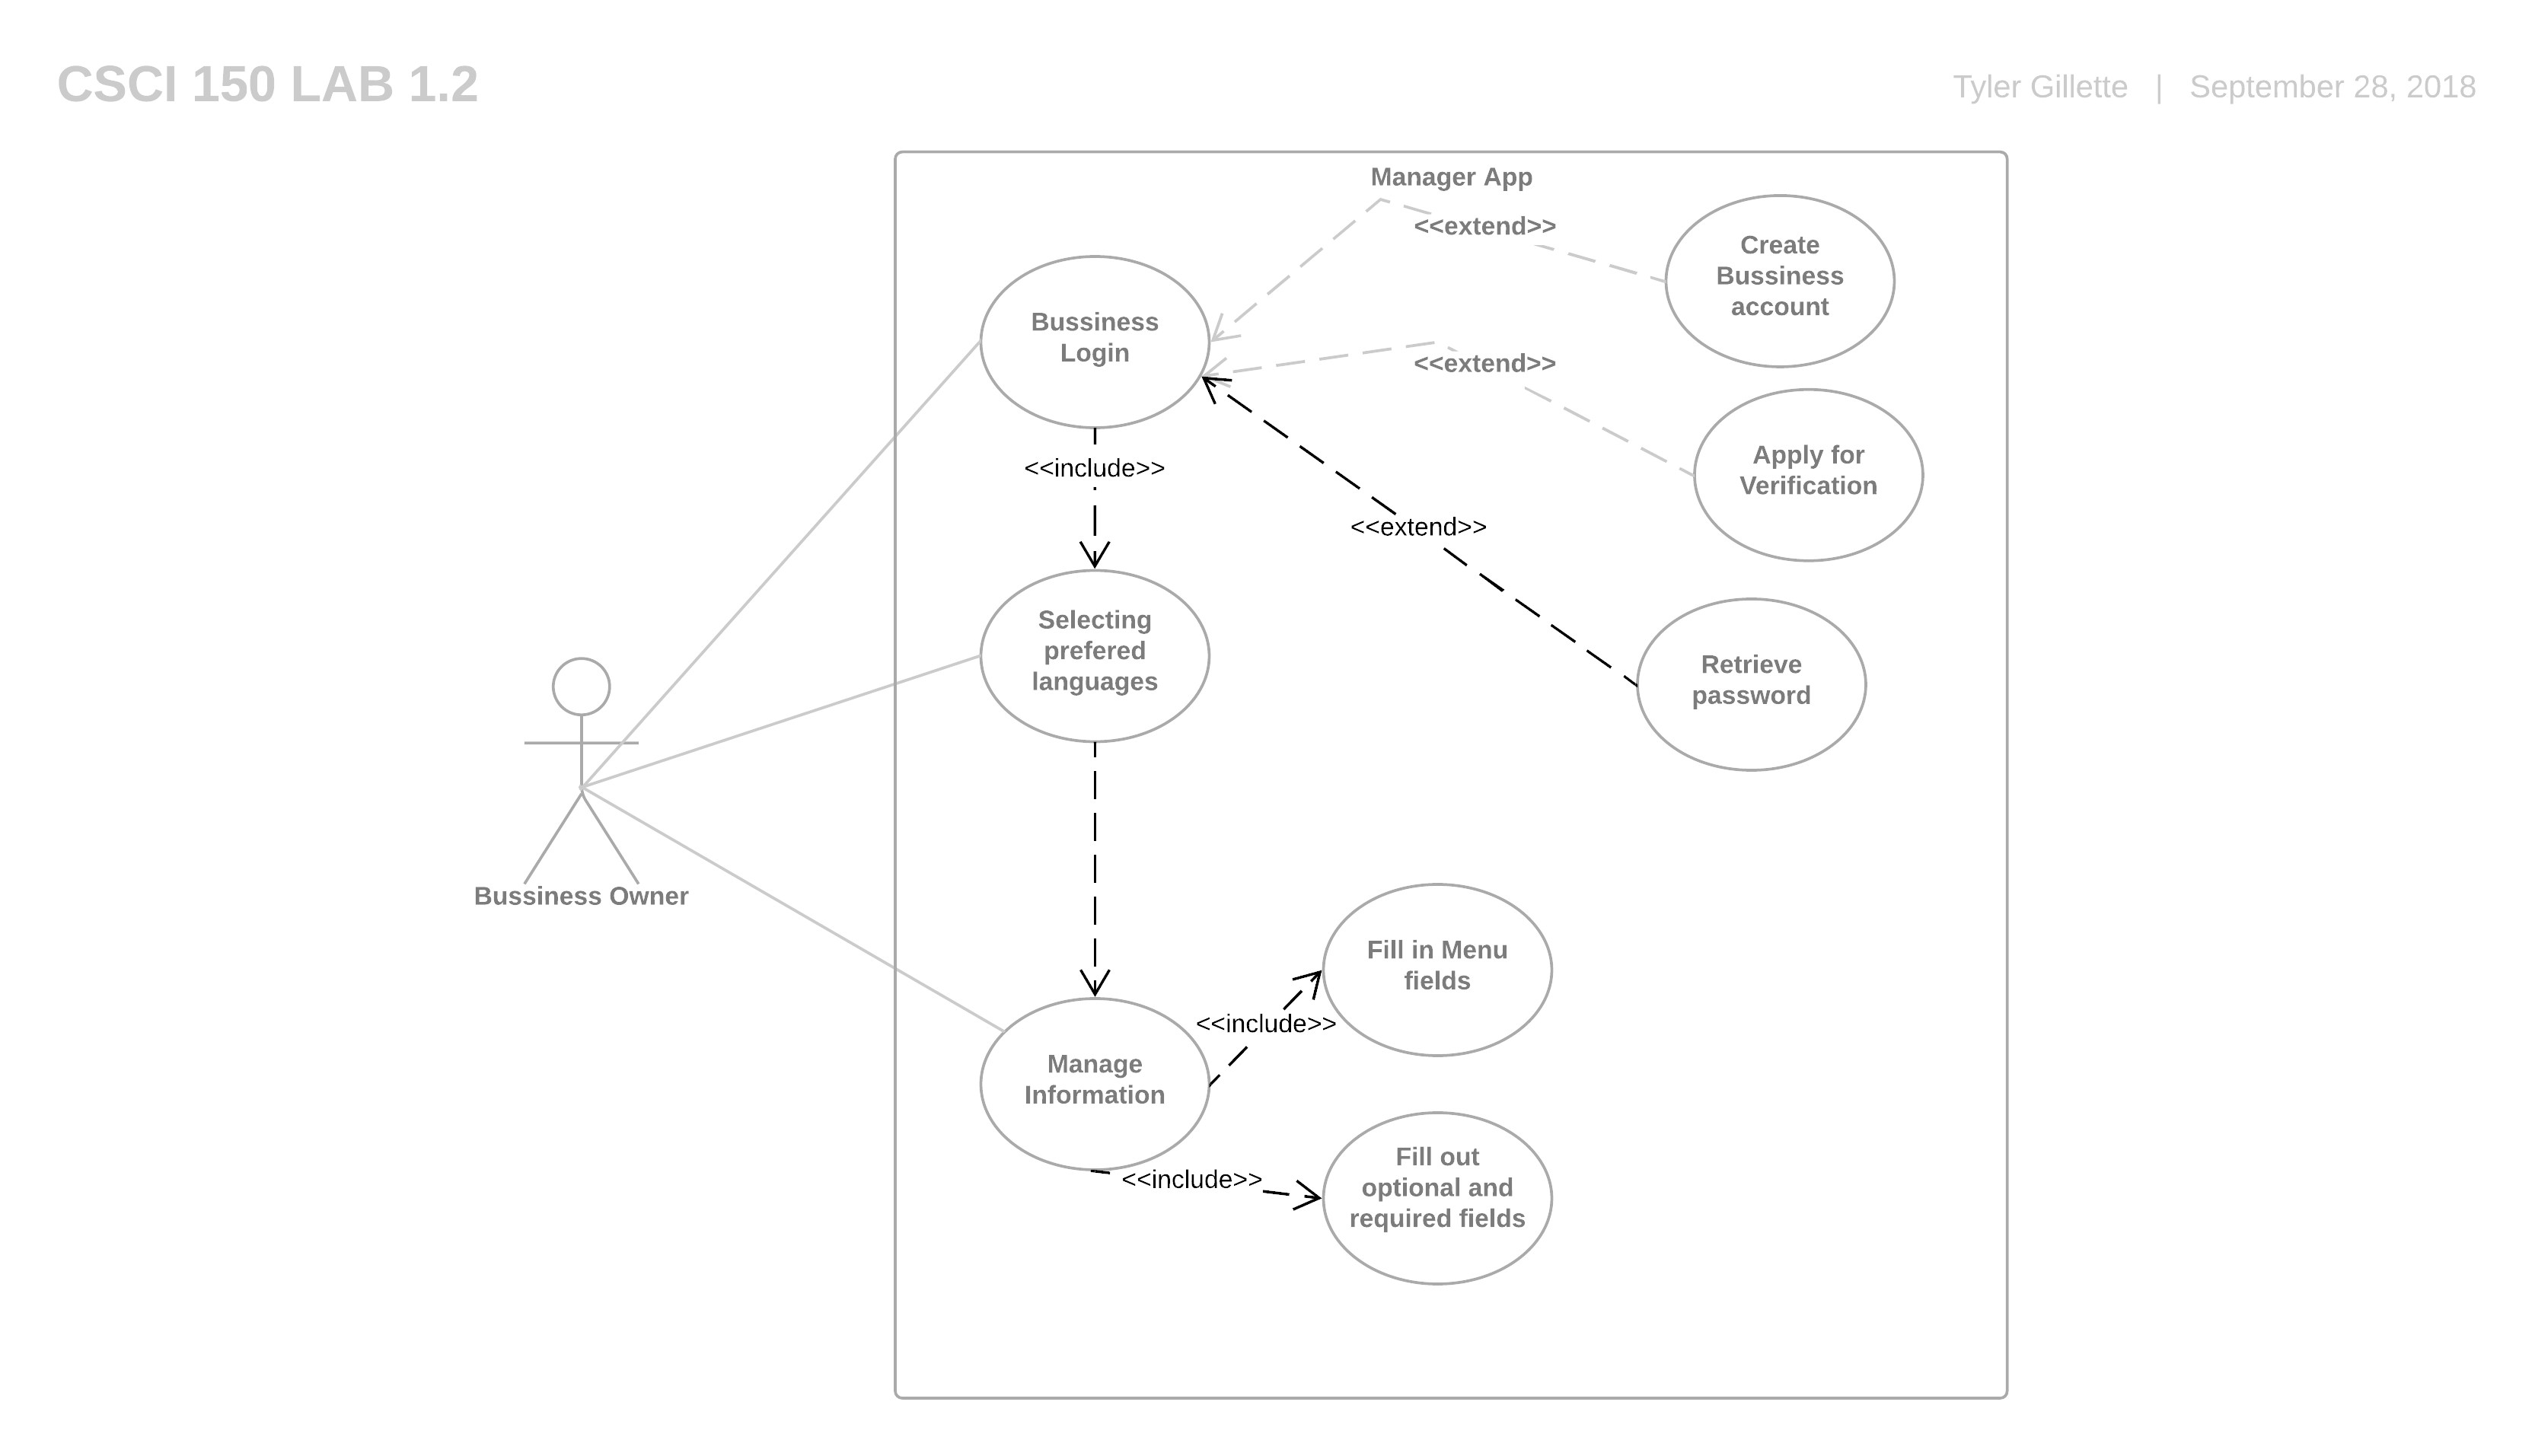 CSCI 150 LAB 1.2
Tyler Gillette | September 28, 2018
Manager App
<<extend>>
Create
Bussiness
account
Bussiness
Login
<<extend>>
Apply for
Verification
<<include>>
<<extend>>
Selecting
prefered
languages
Retrieve
password
Bussiness Owner
Fill in Menu
fields
<<include>>
Manage
Information
<<include>>
Fill out
optional and
required fields